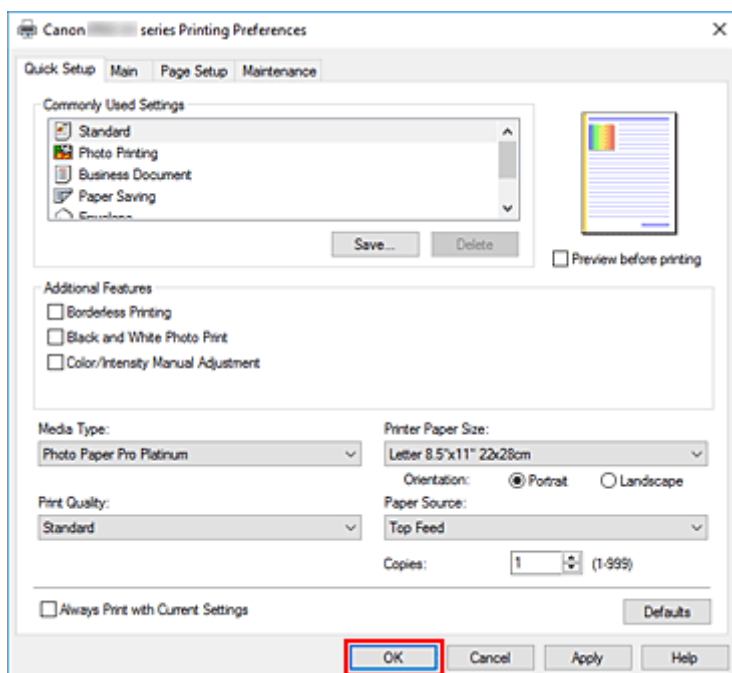 Canon series Printing Preferences
Quick Setup Main Page Setup Maintenance
Commonly Used Settings
Standard
Photo Printing
Business Document
Paper Saving
Envelope
Save... Delete
Preview before printing
Additional Features
Borderless Printing
Black and White Photo Print
Color/Intensity Manual Adjustment
Media Type: Printer Paper Size:
Photo Paper Pro Platinum Letter 8.5"x11" 22x28cm
Orientation: Portrait Landscape
Print Quality: Paper Source:
Standard Top Feed
Copies: 1 (1-999)
Always Print with Current Settings Defaults
OK Cancel Apply Help